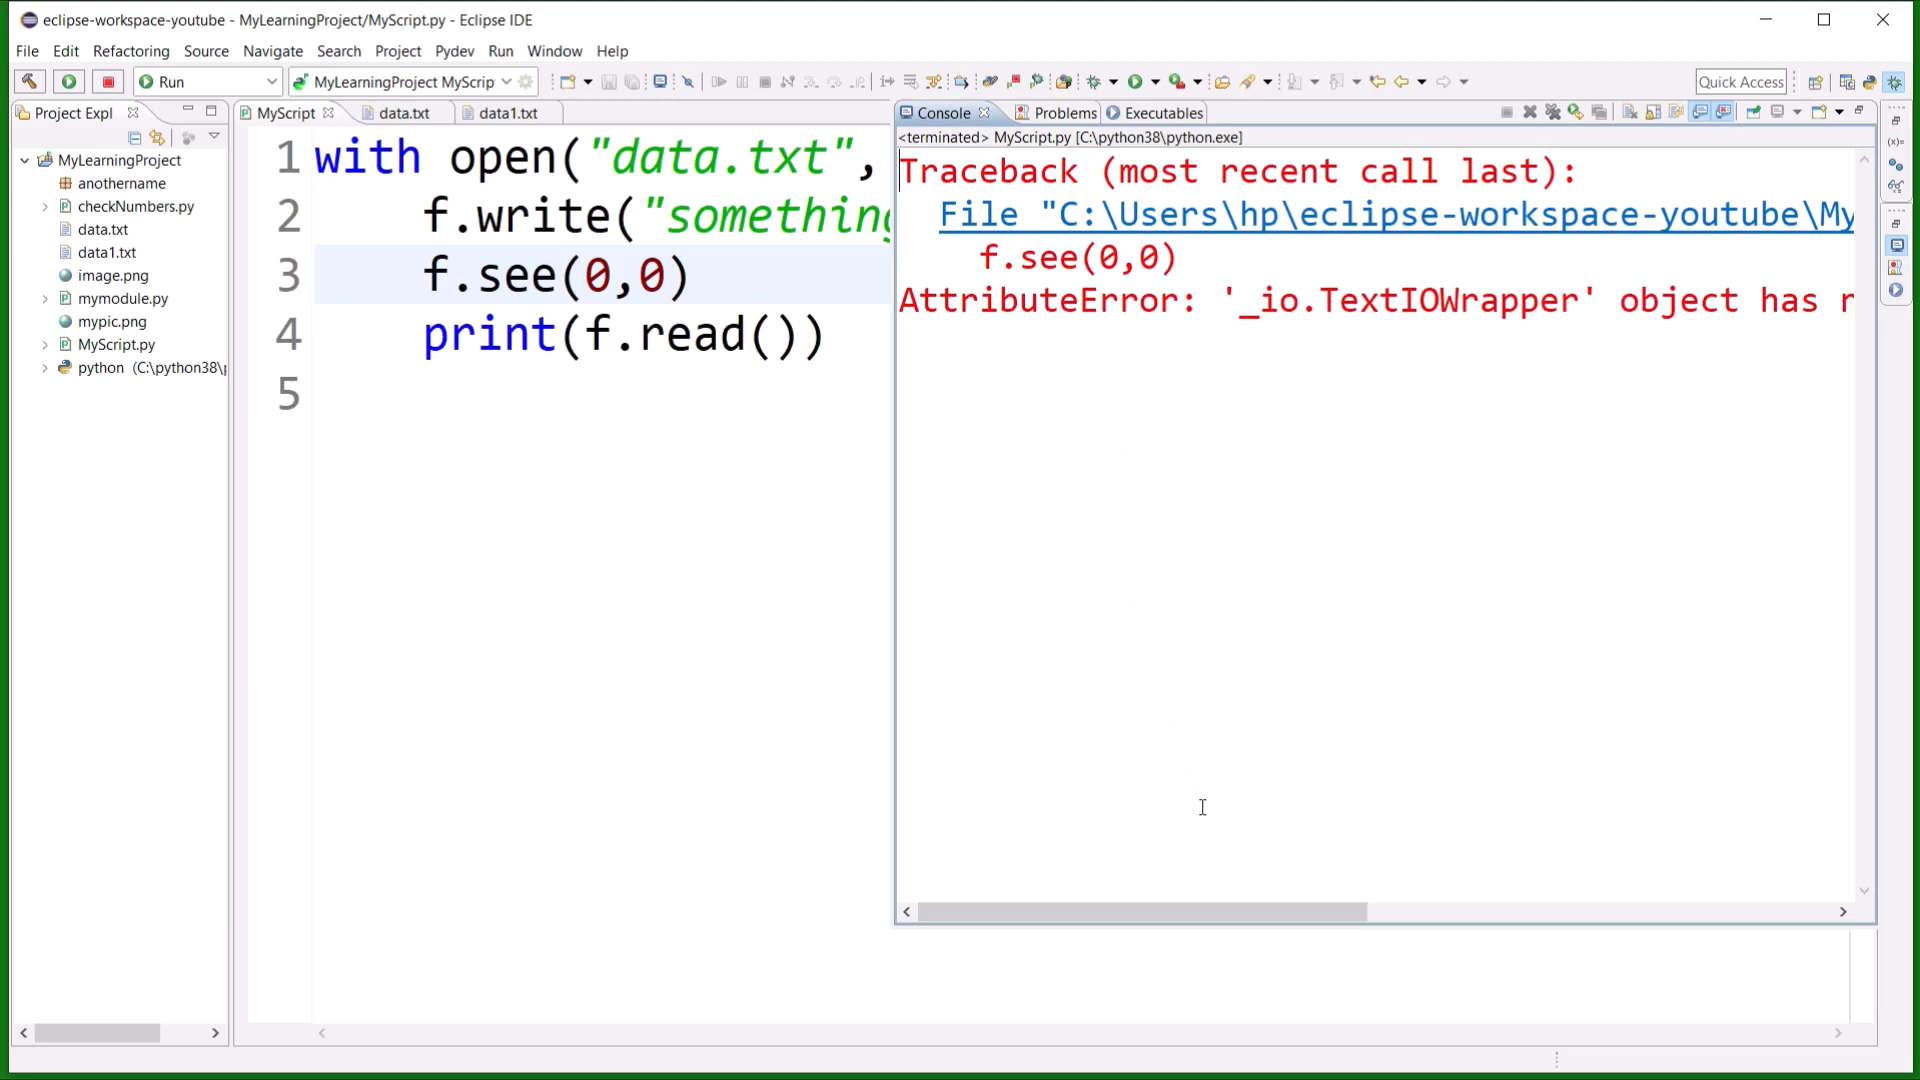 eclipse-workspace-youtube - MyLearningProject/MyScript.py - Eclipse IDE
File Edit Refactoring Source Navigate Search Project Pydev Run Window Help
Run MyLearningProject MyScrip Quick Access
Project Expl
MyLearningProject
anothername
checkNumbers.py
data.txt
data1.txt
image.png
mymodule.py
mypic.png
MyScript.py
python (C:\python38\
MyScript data.txt data1.txt
1 with open("data.txt",
2 f.write("something
3 f.see(0,0)
4 print(f.read())
5
Console Problems Executables
<terminated> MyScript.py [C:\python38\python.exe]
Traceback (most recent call last):
File "C:\Users\hp\eclipse-workspace-youtube\My
f.see(0,0)
AttributeError: '_io.TextIOWrapper' object has